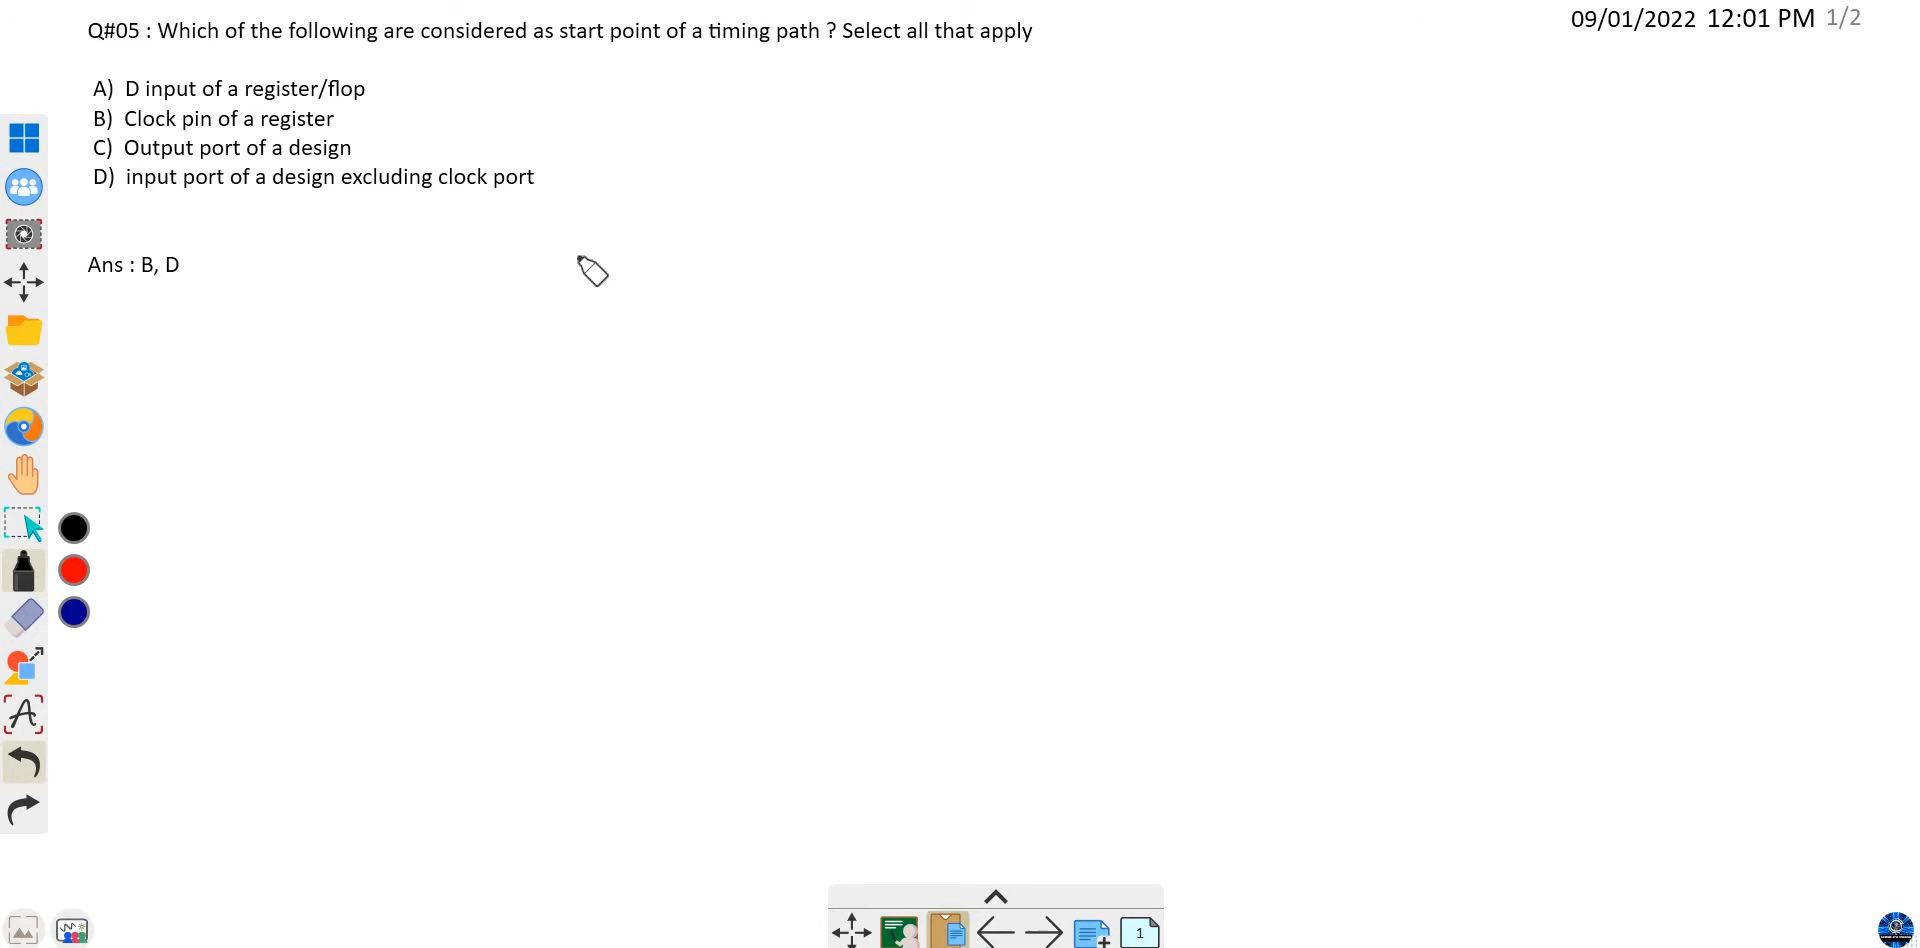 Q#05 : Which of the following are considered as start point of a timing path ? Select all that apply
09/01/2022 12:01 PM 1/2
A) D input of a register/flop
B) Clock pin of a register
C) Output port of a design
D) input port of a design excluding clock port
Ans : B, D
1